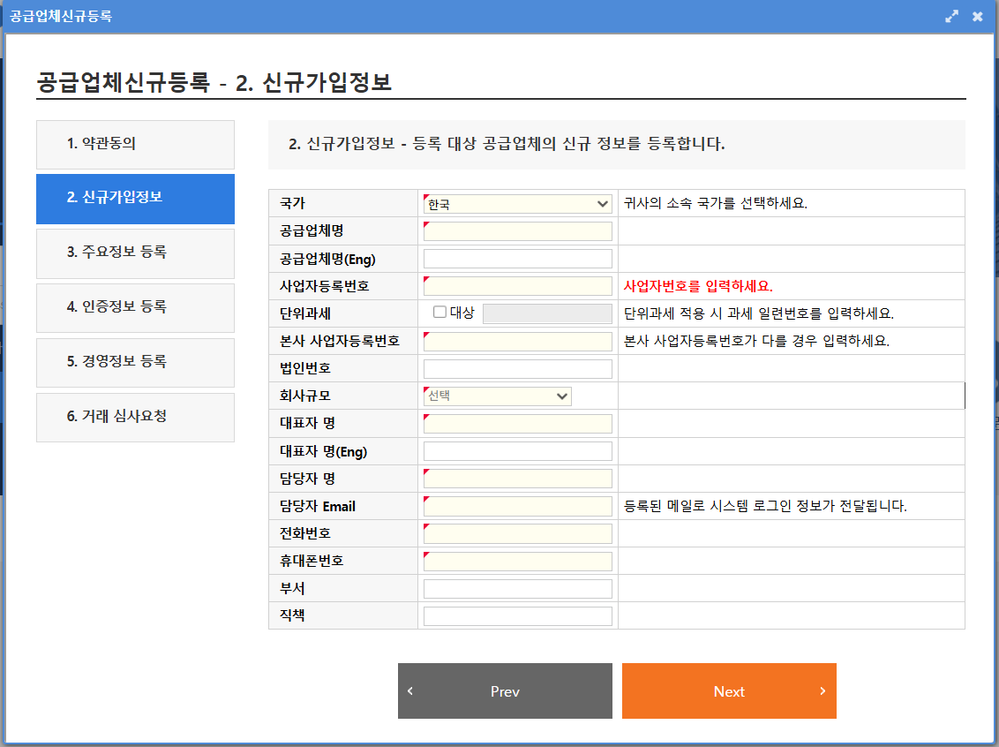 공급업체신규등록
공급업체신규등록 - 2. 신규가입정보
1. 약관동의
2. 신규가입정보
3. 주요정보 등록
4. 인증정보 등록
5. 경영정보 등록
6. 거래 심사요청
2. 신규가입정보 - 등록 대상 공급업체의 신규 정보를 등록합니다.
국가 한국 귀사의 소속 국가를 선택하세요.
공급업체명
공급업체명(Eng)
사업자등록번호 사업자번호를 입력하세요.
단위과세 대상 단위과세 적용 시 과세 일련번호를 입력하세요.
본사 사업자등록번호 본사 사업자등록번호가 다를 경우 입력하세요.
법인번호
회사규모 선택
대표자 명
대표자 명(Eng)
담당자 명
담당자 Email 등록된 메일로 시스템 로그인 정보가 전달됩니다.
전화번호
휴대폰번호
부서
직책
Prev
Next